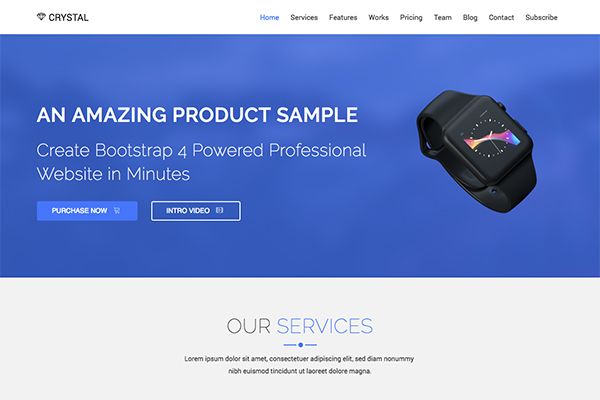 CRYSTAL
Home Services Features Works Pricing Team Blog Contact Subscribe
AN AMAZING PRODUCT SAMPLE
Create Bootstrap 4 Powered Professional
Website in Minutes
PURCHASE NOW INTRO VIDEO
OUR SERVICES
Lorem ipsum dolor sit amet, consectetuer adipiscing elit, sed diam nonummy
nibh euismod tincidunt ut laoreet dolore magna.